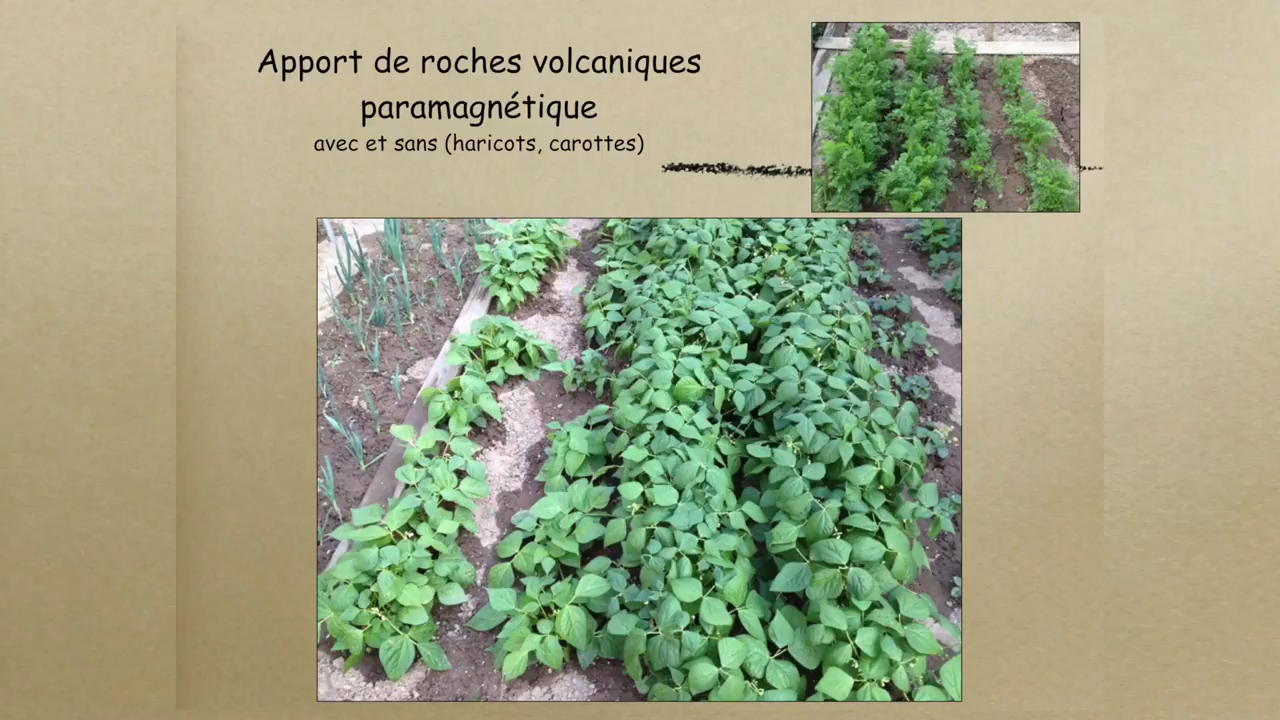 Apport de roches volcaniques
paramagnétique
avec et sans (haricots, carottes)